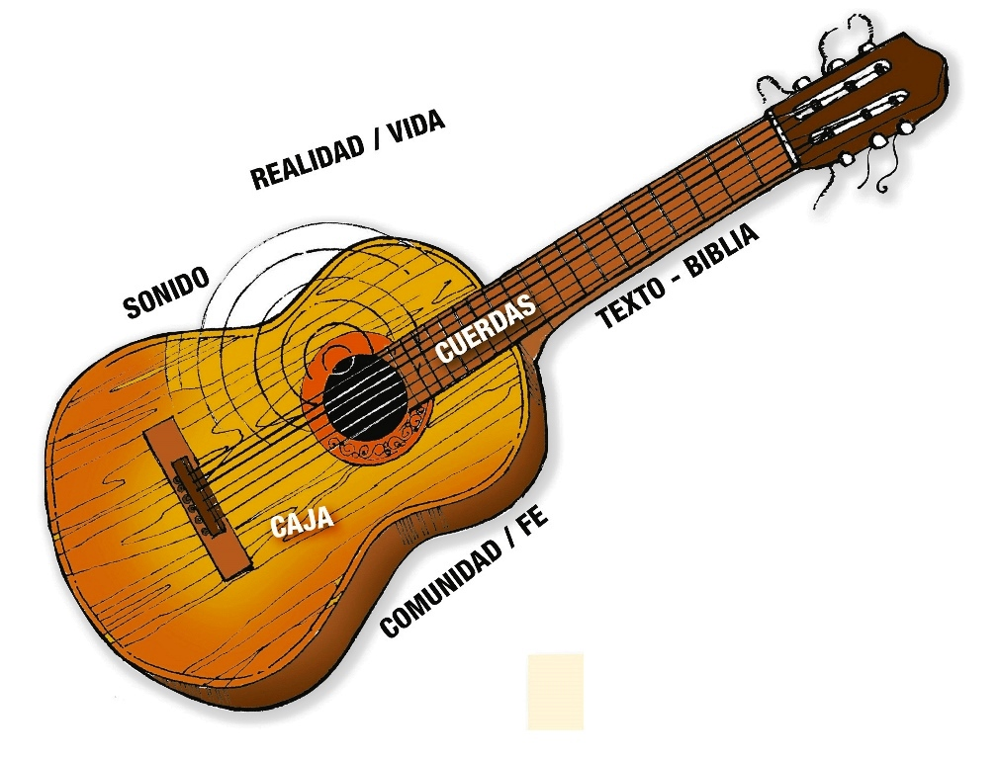 REALIDAD / VIDA
SONIDO
CUERDAS
TEXTO - BIBLIA
CAJA
COMUNIDAD / FE